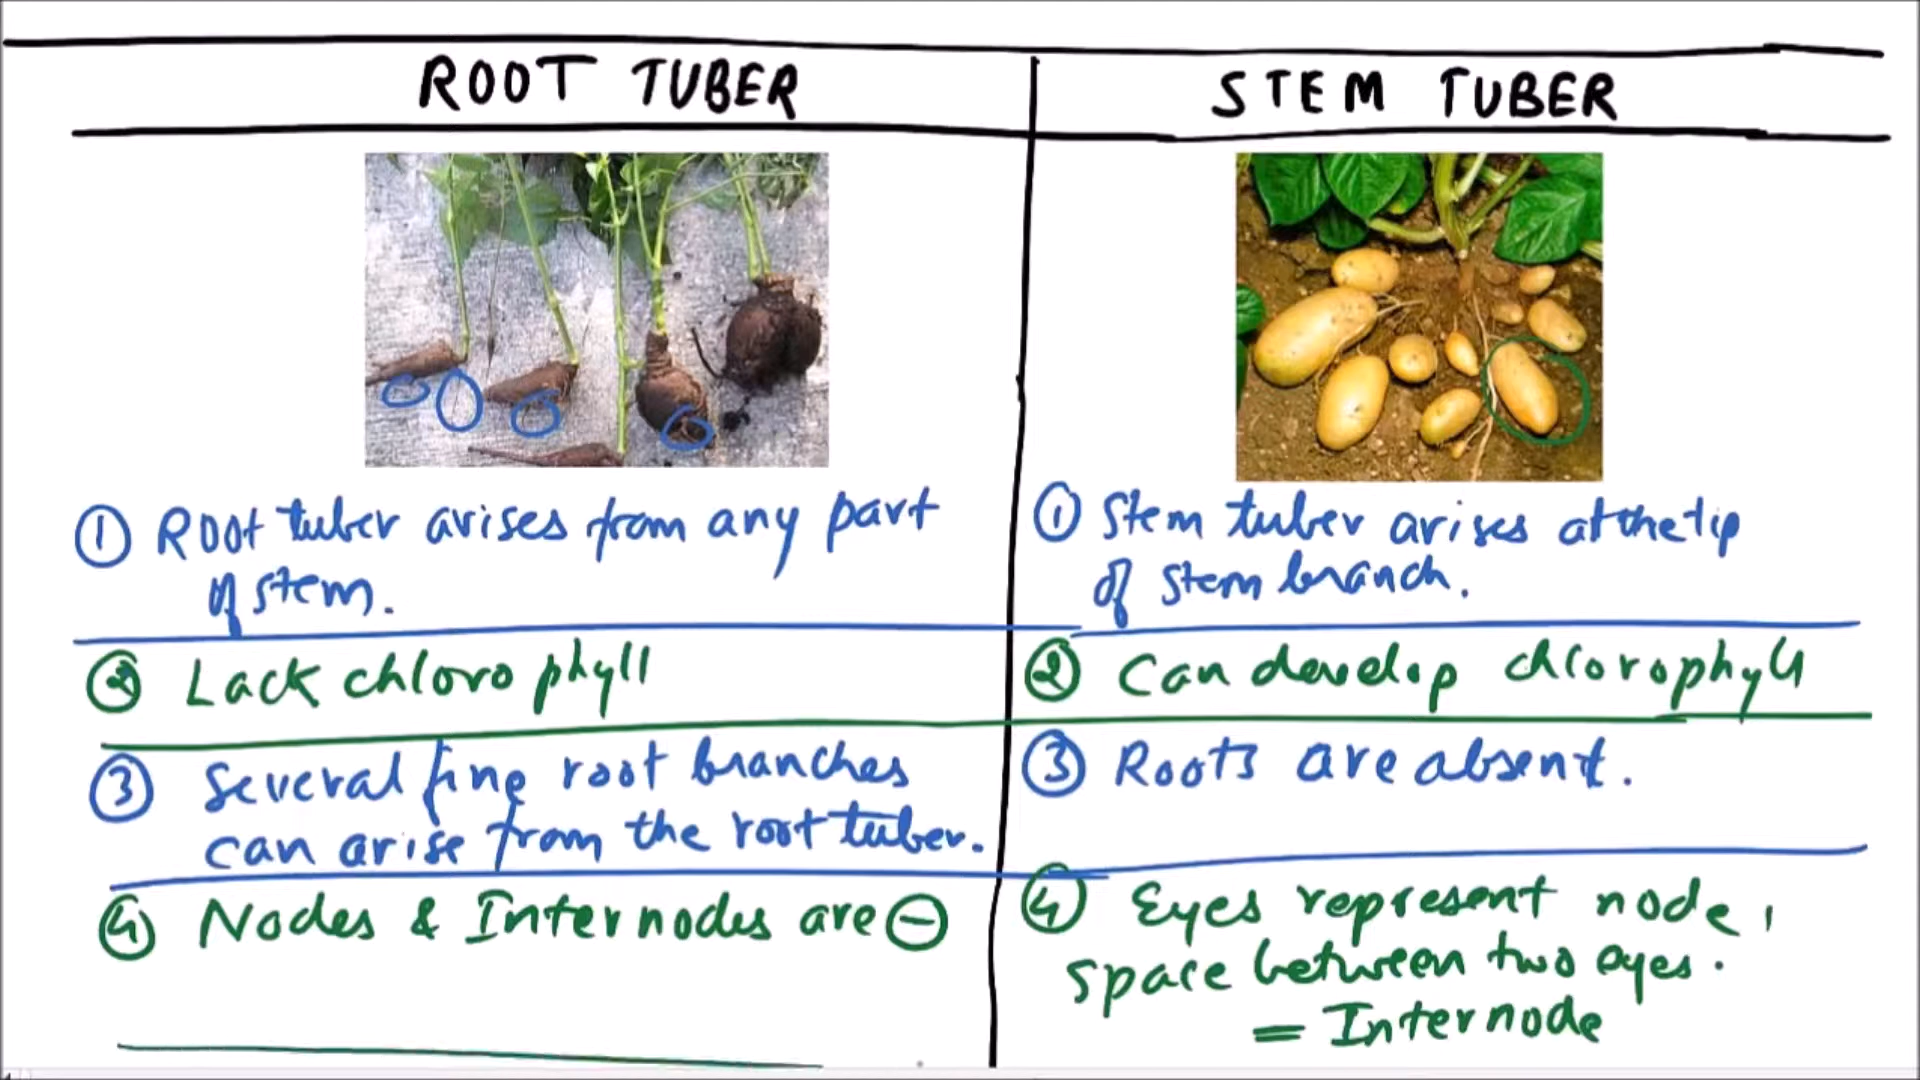 ROOT TUBER
STEM TUBER
① Root tuber arises from any part
of stem.
① Stem tuber arises at the tip
of stem branch.
② Lack chlorophyll
② Can develop chlorophyll
③ Several fine root branches
can arise from the root tuber.
③ Roots are absent.
④ Nodes & Internodes are ⊖
④ Eyes represent node,
space between two eyes.
= Internode